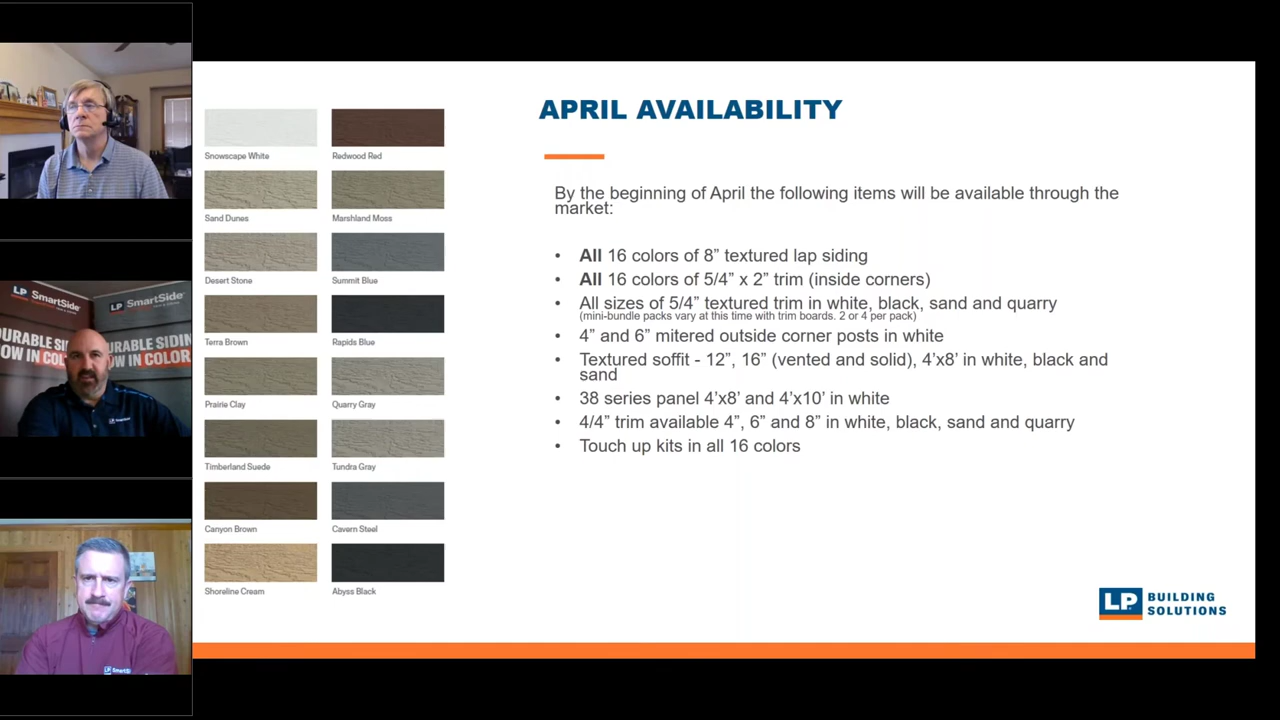 LP SmartSide
LP SmartSide
DURABLE SID
NOW IN COL
DURABLE SIDING
NOW IN COLOR
APRIL AVAILABILITY
By the beginning of April the following items will be available through the
market:
• All 16 colors of 8” textured lap siding
• All 16 colors of 5/4” x 2” trim (inside corners)
• All sizes of 5/4” textured trim in white, black, sand and quarry
(mini-bundle packs vary at this time with trim boards. 2 or 4 per pack)
• 4” and 6” mitered outside corner posts in white
• Textured soffit - 12”, 16” (vented and solid), 4’x8’ in white, black and
sand
• 38 series panel 4’x8’ and 4’x10’ in white
• 4/4” trim available 4”, 6” and 8” in white, black, sand and quarry
• Touch up kits in all 16 colors
Snowscape White
Redwood Red
Sand Dunes
Marshland Moss
Desert Stone
Summit Blue
Terra Brown
Rapids Blue
Prairie Clay
Quarry Gray
Timberland Suede
Tundra Gray
Canyon Brown
Cavern Steel
Shoreline Cream
Abyss Black
LP BUILDING
SOLUTIONS
LP SmartSi